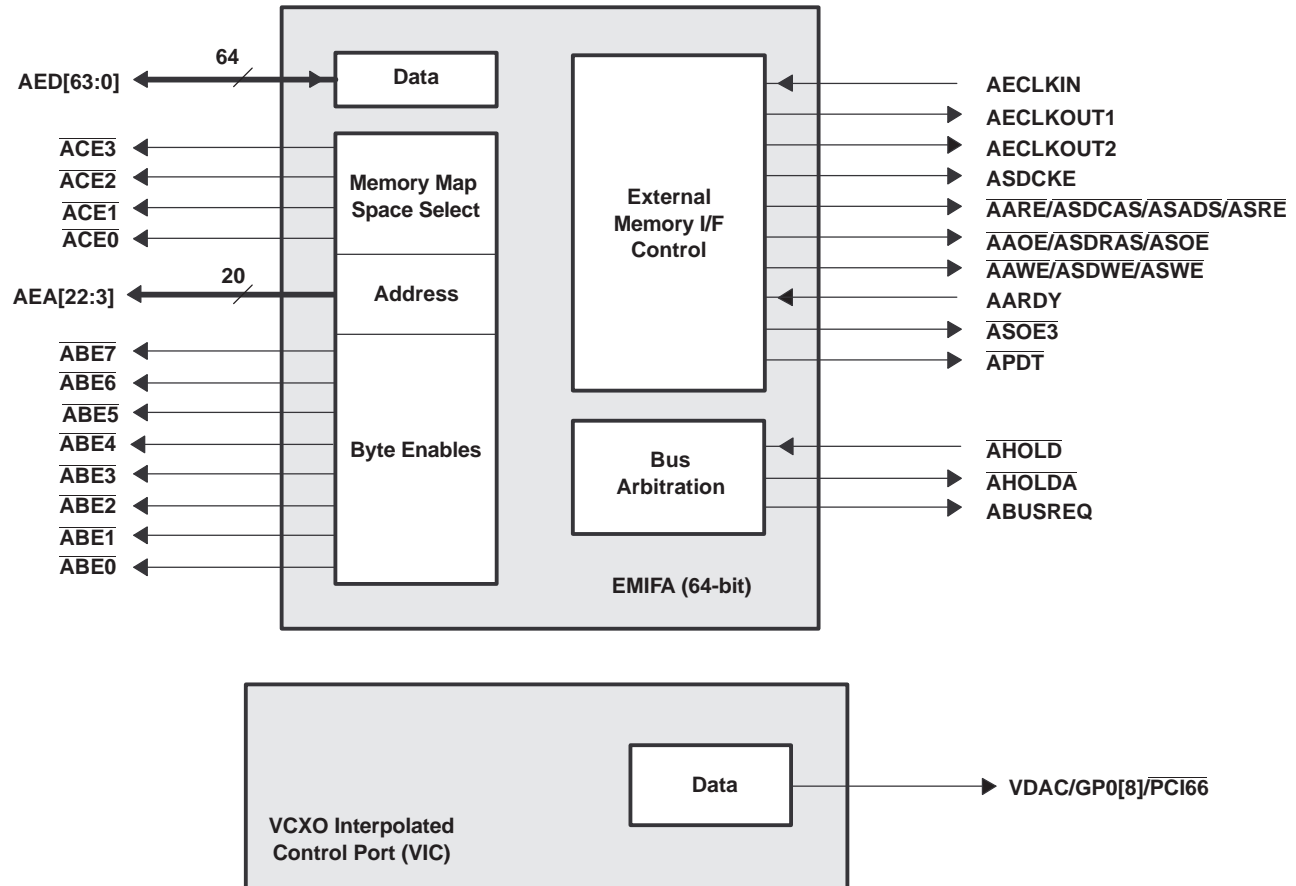 64
AED[63:0]
Data
ACE3
ACE2
ACE1
ACE0
Memory Map
Space Select
20
AEA[22:3]
Address
ABE7
ABE6
ABE5
ABE4
ABE3
ABE2
ABE1
ABE0
Byte Enables
External
Memory I/F
Control
AECLKIN
AECLKOUT1
AECLKOUT2
ASDCKE
AARE/ASDCAS/ASADS/ASRE
AAOE/ASDRAS/ASOE
AAWE/ASDWE/ASWE
AARDY
ASOE3
APDT
Bus
Arbitration
AHOLD
AHOLDA
ABUSREQ
EMIFA (64-bit)
Data
VDAC/GP0[8]/PCI66
VCXO Interpolated
Control Port (VIC)